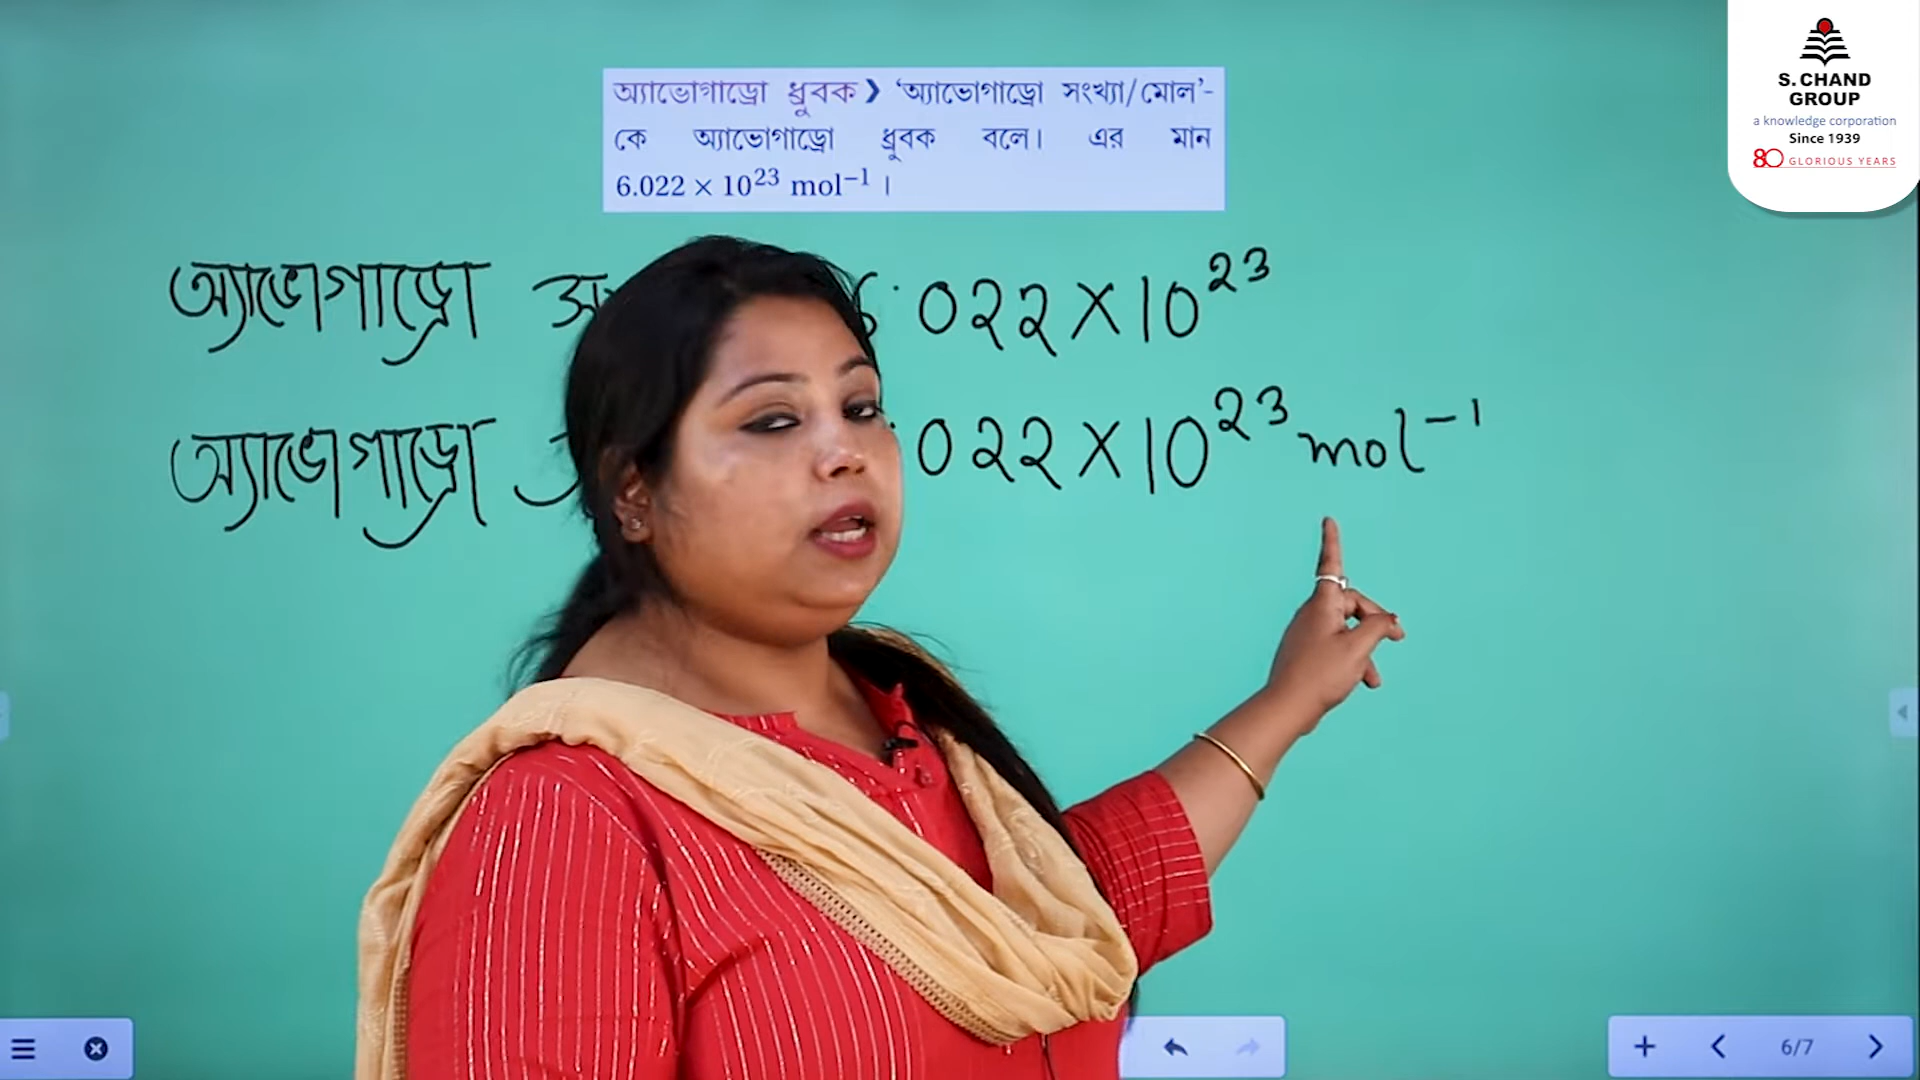 অ্যাভোগাড্রো ধ্রুবক❯ ‘অ্যাভোগাড্রো সংখ্যা/মোল’-
কে অ্যাভোগাড্রো ধ্রুবক বলে। এর মান
6.022 × 10²³ mol⁻¹ ।
S. CHAND
GROUP
a knowledge corporation
Since 1939
80 GLORIOUS YEARS
অ্যাভোগাড্রো 6.022 × 10²³
অ্যাভোগাড্রো .022 × 10²³ mol⁻¹
6/7